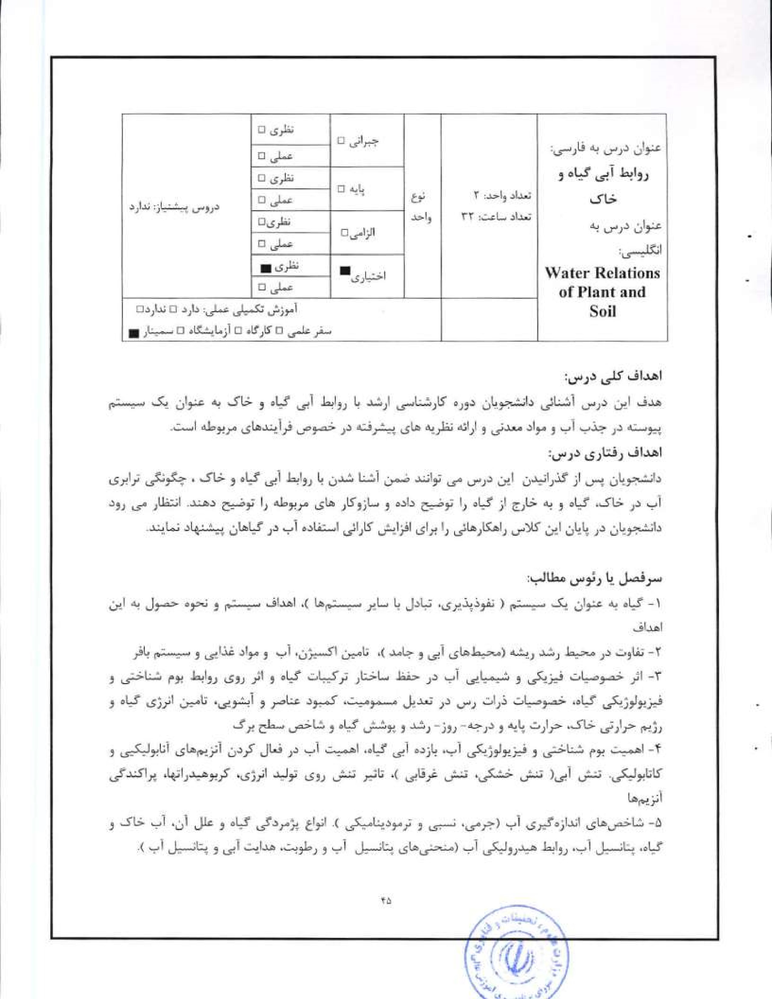 عنوان درس به فارسی:
روابط آبی گیاه و
خاک
عنوان درس به
انگلیسی:
Water Relations
of Plant and
Soil
تعداد واحد: ۲
تعداد ساعت: ۳۲
نوع
واحد
جبرانی □
نظری □
عملی □
پایه □
نظری □
عملی □
الزامی□
نظری□
عملی □
اختیاری■
نظری ■
عملی □
دروس پیشنیاز: ندارد
آموزش تکمیلی عملی: دارد □ ندارد□
سفر علمی □ کارگاه □ آزمایشگاه □ سمینار ■
اهداف کلی درس:
هدف این درس آشنائی دانشجویان دوره کارشناسی ارشد با روابط آبی گیاه و خاک به عنوان یک سیستم
پیوسته در جذب آب و مواد معدنی و ارائه نظریه های پیشرفته در خصوص فرآیندهای مربوطه است.
اهداف رفتاری درس:
دانشجویان پس از گذرانیدن این درس می توانند ضمن آشنا شدن با روابط آبی گیاه و خاک ، چگونگی ترابری
آب در خاک، گیاه و به خارج از گیاه را توضیح داده و سازوکار های مربوطه را توضیح دهند. انتظار می رود
دانشجویان در پایان این کلاس راهکارهائی را برای افزایش کارائی استفاده آب در گیاهان پیشنهاد نمایند.
سرفصل یا رئوس مطالب:
۱- گیاه به عنوان یک سیستم ( نفوذپذیری، تبادل با سایر سیستم‌ها )، اهداف سیستم و نحوه حصول به این
اهداف
۲- تفاوت در محیط رشد ریشه (محیط‌های آبی و جامد )، تامین اکسیژن، آب و مواد غذایی و سیستم بافر
۳- اثر خصوصیات فیزیکی و شیمیایی آب در حفظ ساختار ترکیبات گیاه و اثر روی روابط بوم شناختی و
فیزیولوژیکی گیاه، خصوصیات ذرات رس در تعدیل مسمومیت، کمبود عناصر و آبشویی، تامین انرژی گیاه و
رژیم حرارتی خاک، حرارت پایه و درجه- روز- رشد و پوشش گیاه و شاخص سطح برگ
۴- اهمیت بوم شناختی و فیزیولوژیکی آب، بازده آبی گیاه، اهمیت آب در فعال کردن آنزیم‌های آنابولیکیی و
کاتابولیکی. تنش آبی( تنش خشکی، تنش غرقابی )، تاثیر تنش روی تولید انرژی، کربوهیدراتها، پراکندگی
آنزیم‌ها
۵- شاخص‌های اندازه‌گیری آب (جرمی، نسبی و ترمودینامیکی ). انواع پژمردگی گیاه و علل آن، آب خاک و
گیاه، پتانسیل آب، روابط هیدرولیکی آب (منحنی‌های پتانسیل آب و رطوبت، هدایت آبی و پتانسیل آب ).
۴۵
وزارت علوم، تحقیقات و فناوری